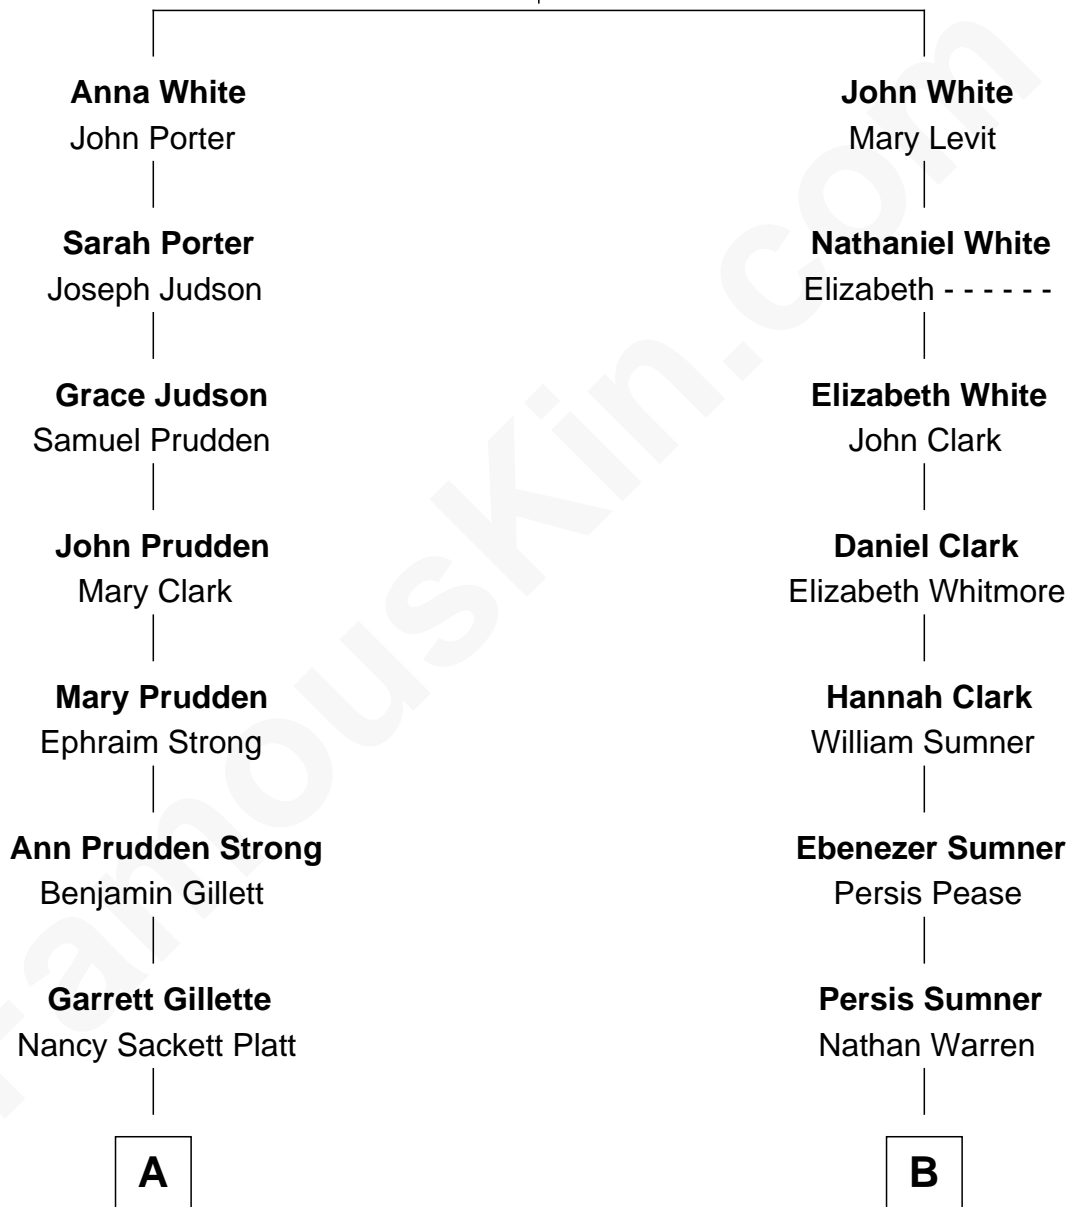 Anna White
John Porter
Sarah Porter
Joseph Judson
Grace Judson
Samuel Prudden
John Prudden
Mary Clark
Mary Prudden
Ephraim Strong
Ann Prudden Strong
Benjamin Gillett
Garrett Gillette
Nancy Sackett Platt
A
John White
Mary Levit
Nathaniel White
Elizabeth - - - - - -
Elizabeth White
John Clark
Daniel Clark
Elizabeth Whitmore
Hannah Clark
William Sumner
Ebenezer Sumner
Persis Pease
Persis Sumner
Nathan Warren
B
FamousKin.com